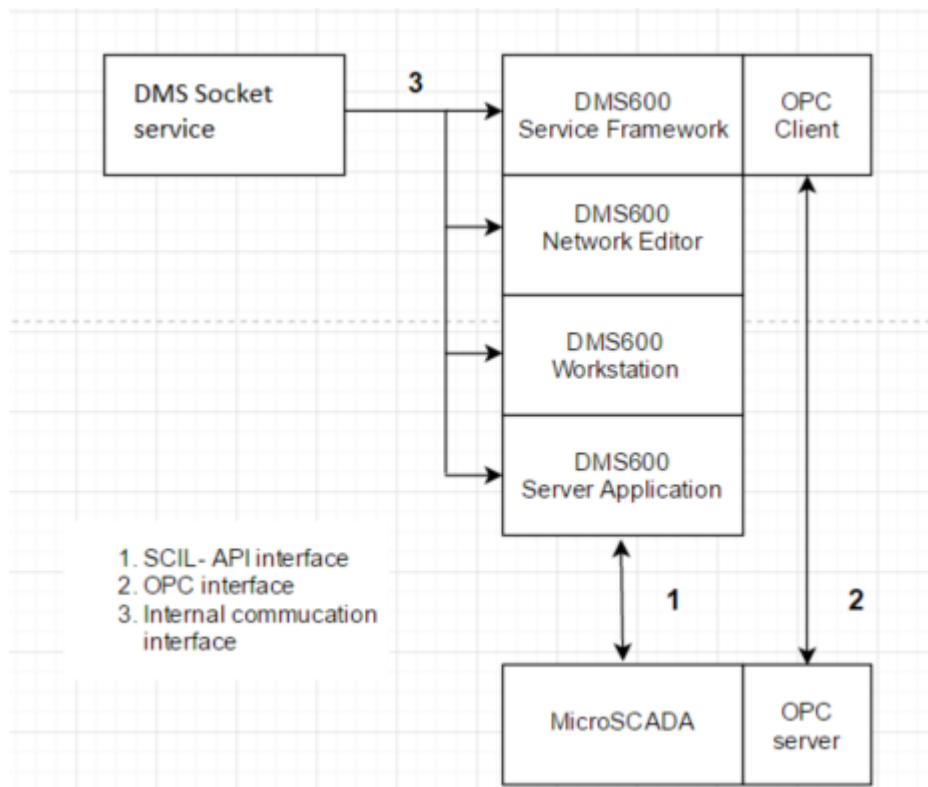 DMS Socket
service
3
DMS600
Service Framework
OPC
Client
DMS600
Network Editor
DMS600
Workstation
DMS600
Server Application
1. SCIL- API interface
2. OPC interface
3. Internal commucation
interface
1
2
MicroSCADA
OPC
server